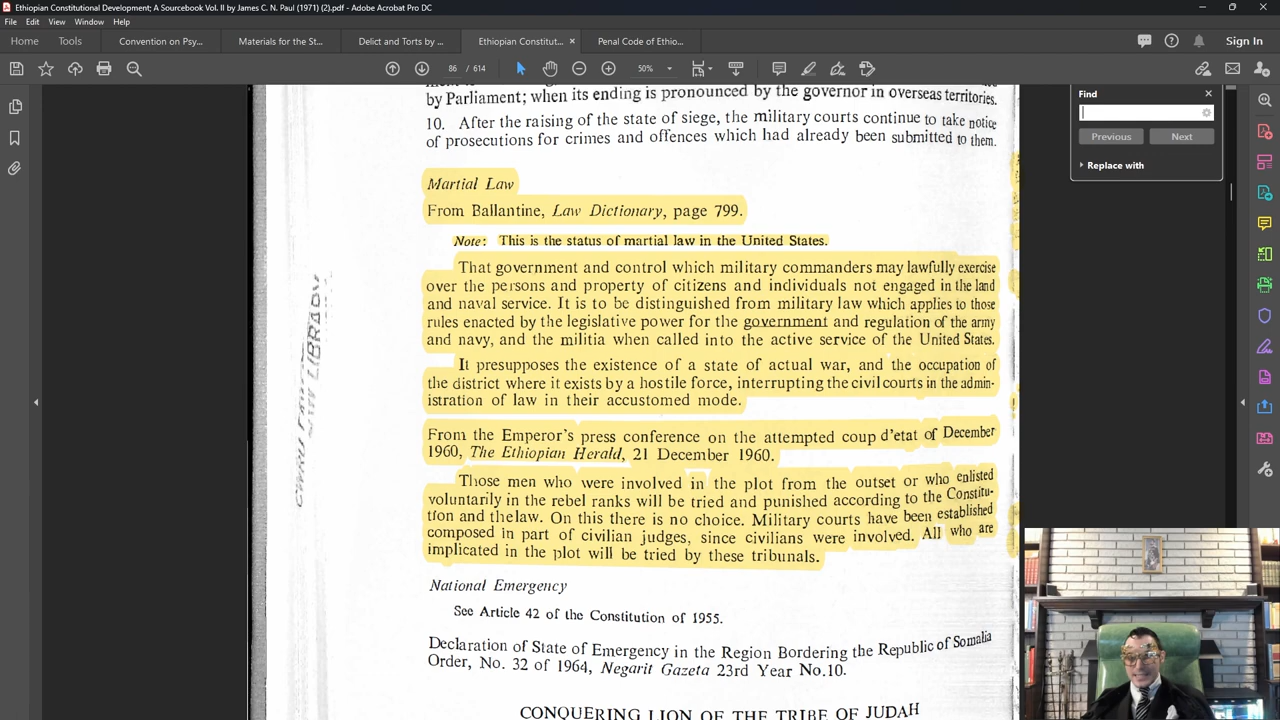 Ethiopian Constitutional Development; A Sourcebook Vol. II by James C. N. Paul (1971) (2).pdf - Adobe Acrobat Pro DC
File Edit View Window Help
Home Tools Convention on Psy... Materials for the St... Delict and Torts by ... Ethiopian Constitut... × Penal Code of Ethio... Sign In
86 / 614 50%
by Parliament; when its ending is pronounced by the governor in overseas territories.
10. After the raising of the state of siege, the military courts continue to take notice
of prosecutions for crimes and offences which had already been submitted to them.
Martial Law
From Ballantine, Law Dictionary, page 799.
Note: This is the status of martial law in the United States.
That government and control which military commanders may lawfully exercise
over the persons and property of citizens and individuals not engaged in the land
and naval service. It is to be distinguished from military law which applies to those
rules enacted by the legislative power for the government and regulation of the army
and navy, and the militia when called into the active service of the United States.
It presupposes the existence of a state of actual war, and the occupation of
the district where it exists by a hostile force, interrupting the civil courts in the admin-
istration of law in their accustomed mode.
From the Emperor's press conference on the attempted coup d'etat of December
1960, The Ethiopian Herald, 21 December 1960.
Those men who were involved in the plot from the outset or who enlisted
voluntarily in the rebel ranks will be tried and punished according to the Constitu-
tion and the law. On this there is no choice. Military courts have been established
composed in part of civilian judges, since civilians were involved. All who are
implicated in the plot will be tried by these tribunals.
National Emergency
See Article 42 of the Constitution of 1955.
Declaration of State of Emergency in the Region Bordering the Republic of Somalia
Order, No. 32 of 1964, Negarit Gazeta 23rd Year No.10.
CONQUERING LION OF THE TRIBE OF JUDAH
LAW LIBRARY
Find
Previous Next
Replace with